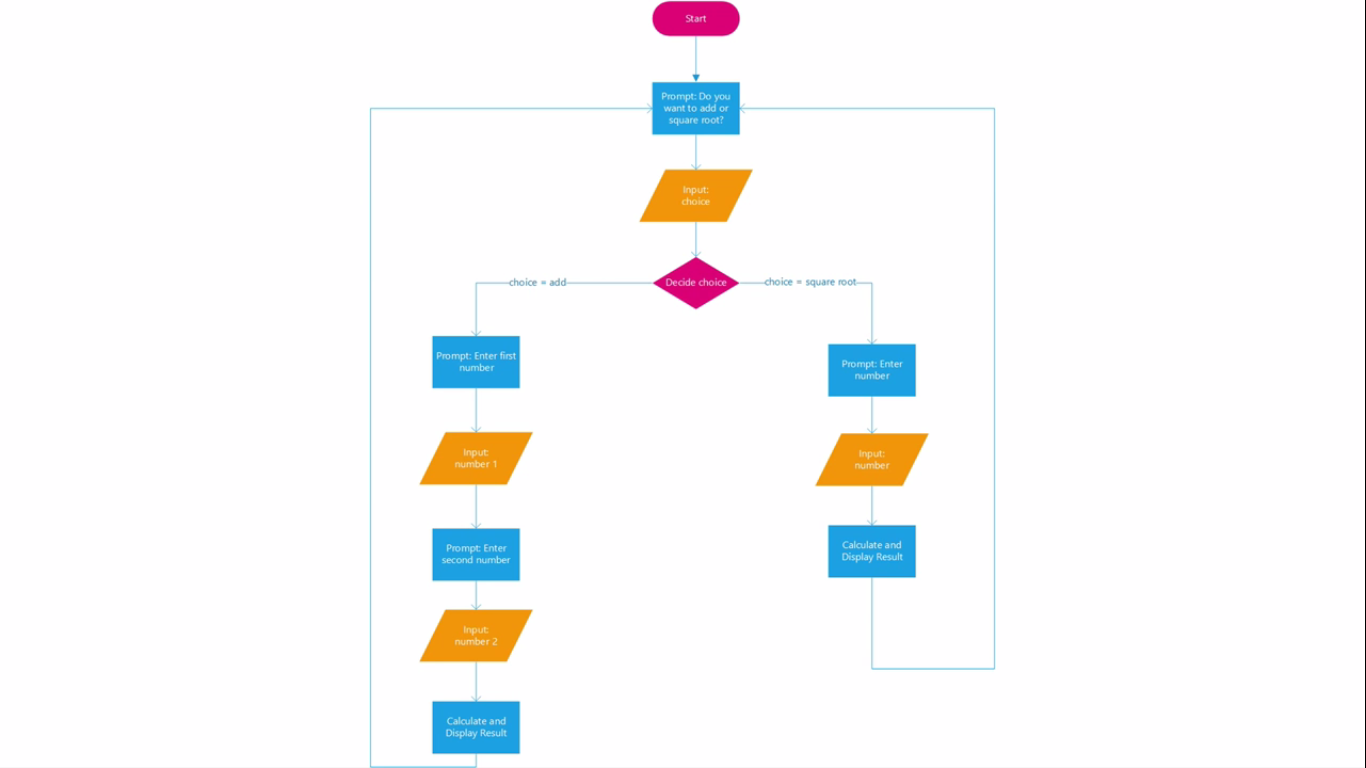 Start
Prompt: Do you
want to add or
square root?
Input:
choice
Decide choice
choice = add
choice = square root
Prompt: Enter first
number
Input:
number 1
Prompt: Enter
second number
Input:
number 2
Calculate and
Display Result
Prompt: Enter
number
Input:
number
Calculate and
Display Result